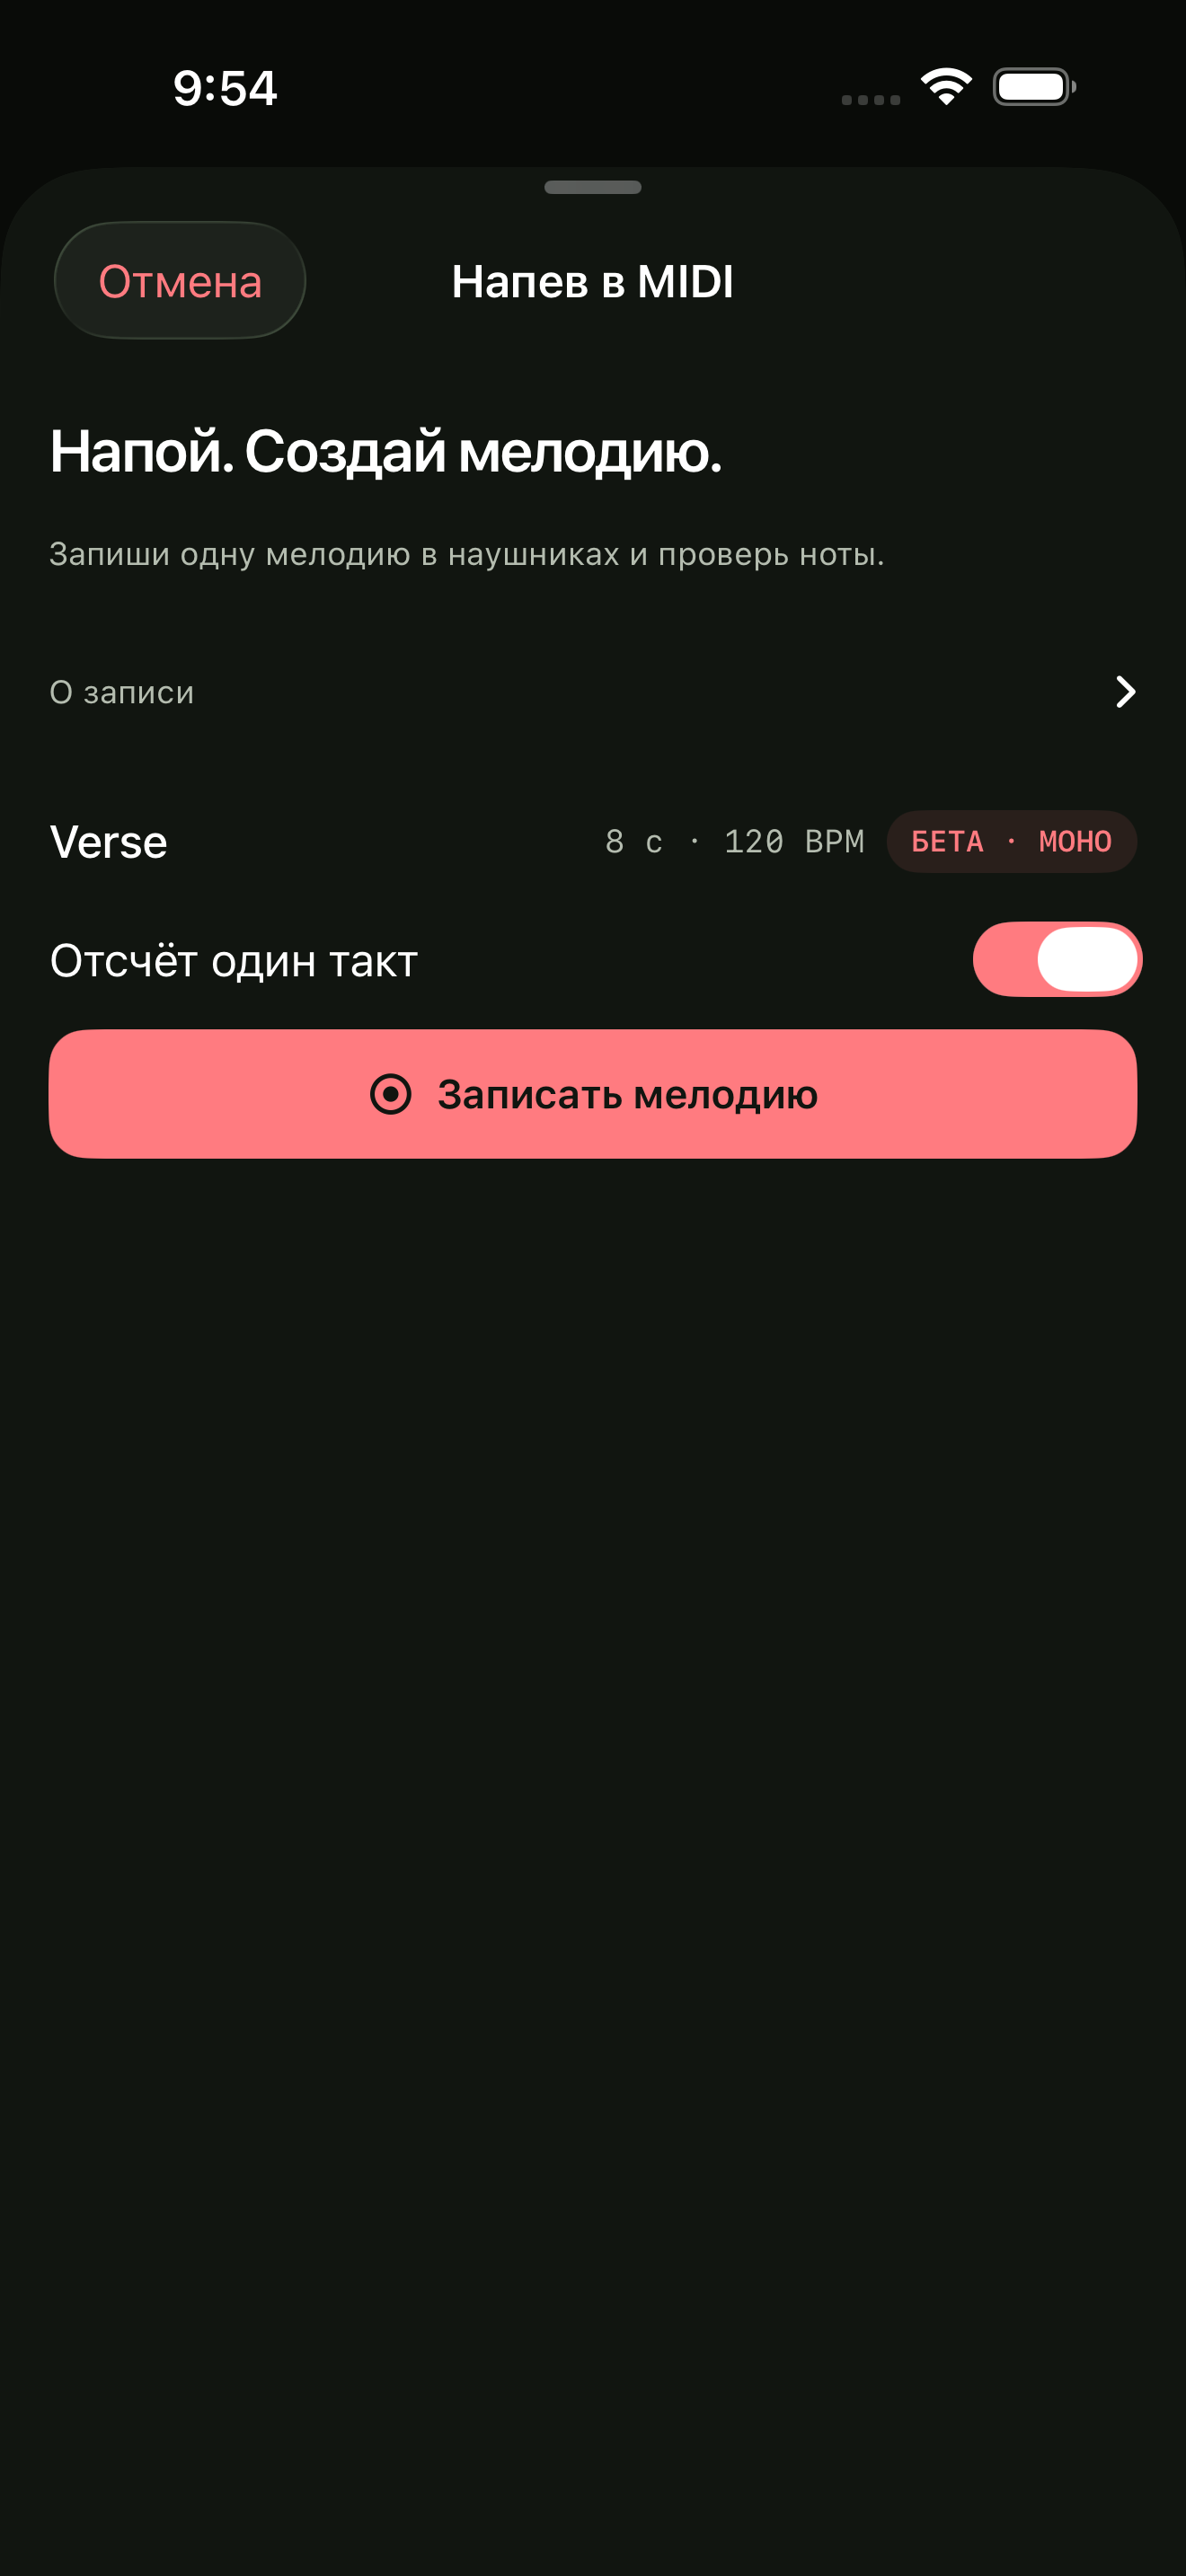 9:54
Отмена
Напев в MIDI
Напой. Создай мелодию.
Запиши одну мелодию в наушниках и проверь ноты.
О записи
Verse 8 с · 120 BPM БЕТА · МОНО
Отсчёт один такт
Записать мелодию